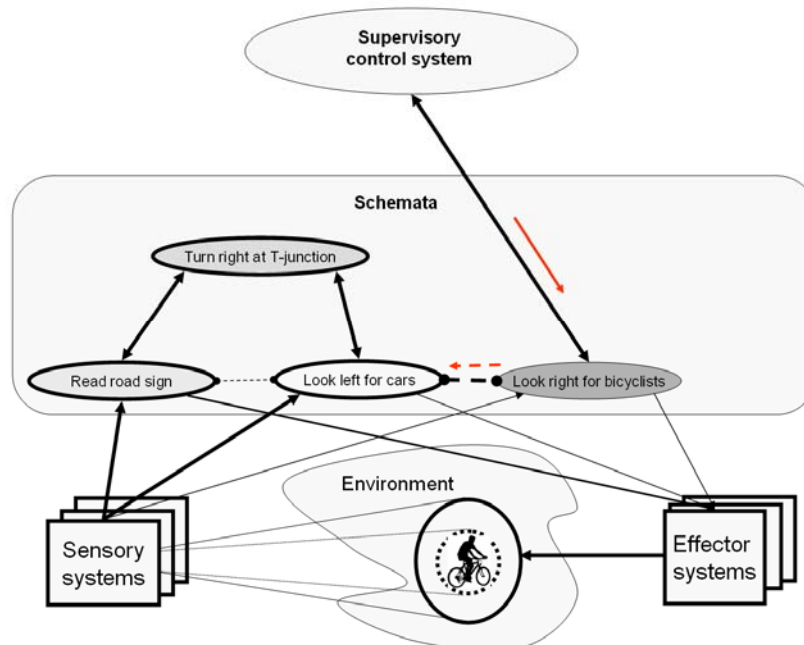 Supervisory
control system
Schemata
Turn right at T-junction
Read road sign
Look left for cars
Look right for bicyclists
Environment
Sensory
systems
Effector
systems